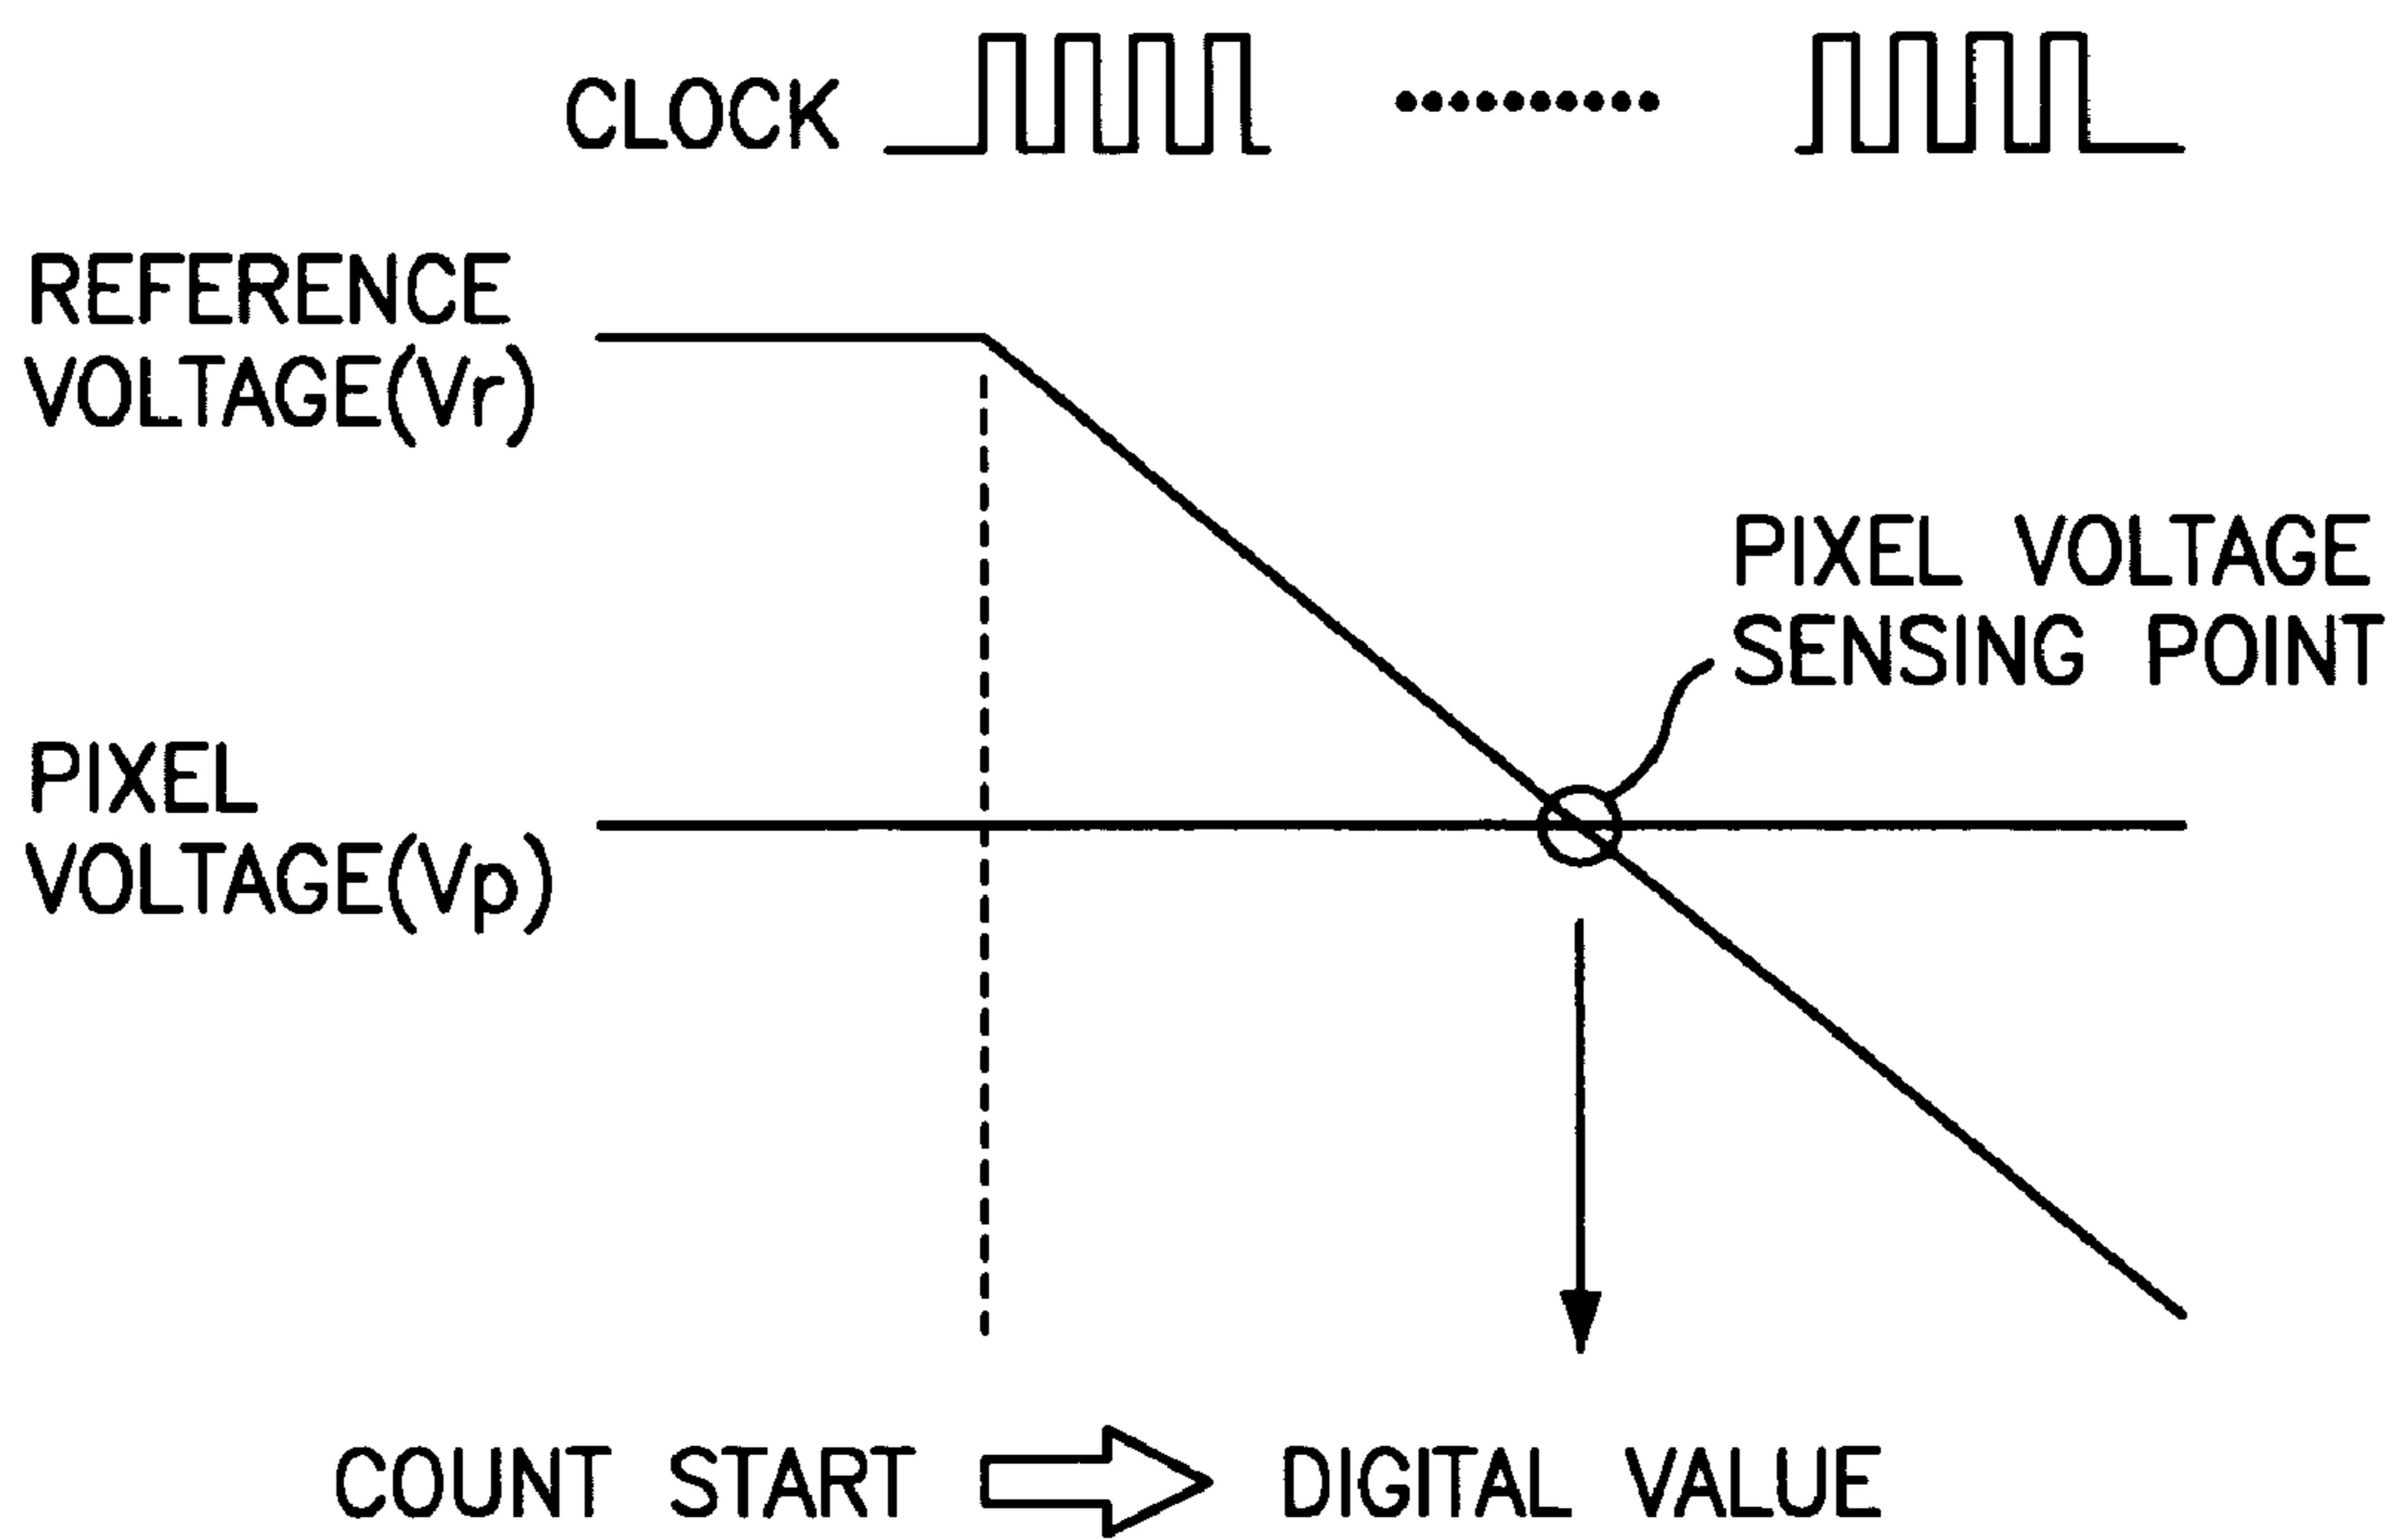 CLOCK
REFERENCE
VOLTAGE(Vr)
PIXEL VOLTAGE
SENSING POINT
PIXEL
VOLTAGE(Vp)
COUNT START
DIGITAL VALUE